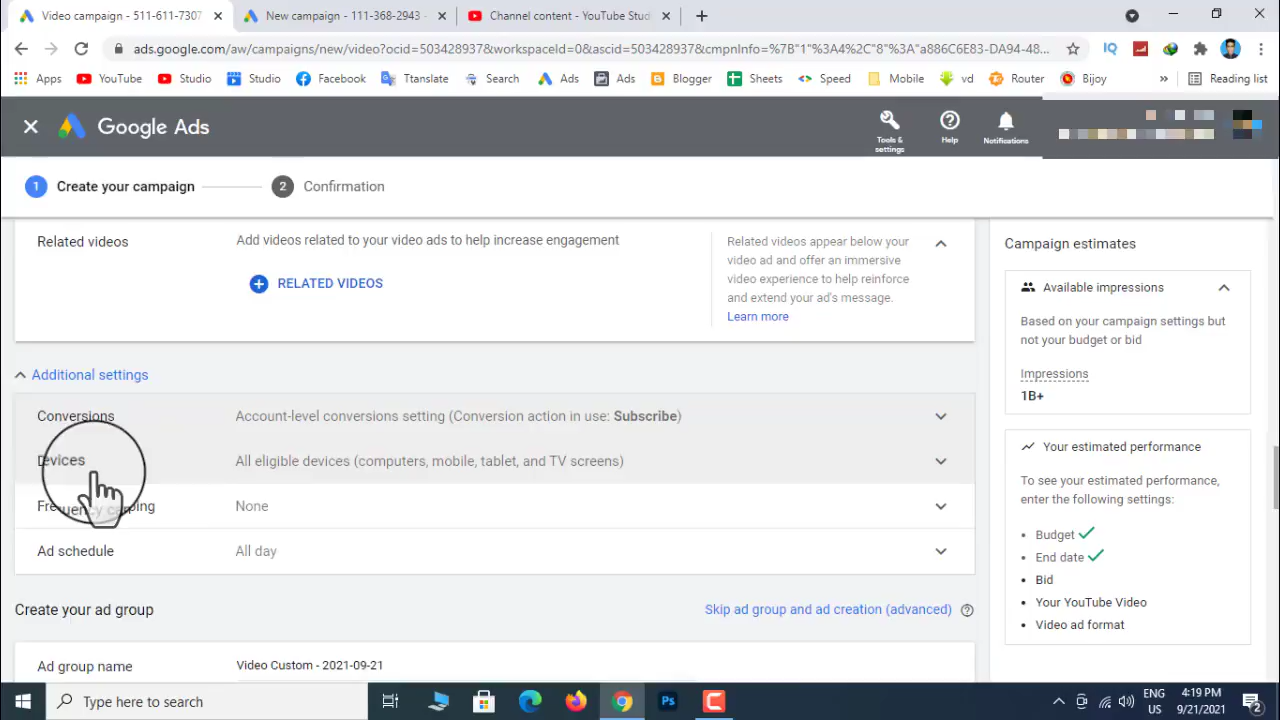 Video campaign - 511-611-7307
New campaign - 111-368-2943
Channel content - YouTube Stud
ads.google.com/aw/campaigns/new/video?ocid=503428937&workspaceId=0&ascid=503428937&cmpnInfo=%7B"1"%3A4%2C"8"%3A"a886C6E83-DA94-48...
Apps
YouTube
Studio
Studio
Facebook
Translate
Search
Ads
Ads
Blogger
Sheets
Speed
Mobile
vd
Router
Bijoy
»
Reading list
Google Ads
Tools & settings
Help
Notifications
1 Create your campaign
2 Confirmation
Related videos
Add videos related to your video ads to help increase engagement
RELATED VIDEOS
Related videos appear below your
video ad and offer an immersive
video experience to help reinforce
and extend your ad's message.
Learn more
Additional settings
Conversions
Account-level conversions setting (Conversion action in use: Subscribe)
Devices
All eligible devices (computers, mobile, tablet, and TV screens)
Frequency capping
None
Ad schedule
All day
Create your ad group
Skip ad group and ad creation (advanced)
Ad group name
Video Custom - 2021-09-21
Campaign estimates
Available impressions
Based on your campaign settings but
not your budget or bid
Impressions
1B+
Your estimated performance
To see your estimated performance,
enter the following settings:
• Budget
• End date
• Bid
• Your YouTube Video
• Video ad format
Type here to search
Ps
ENG
US
4:19 PM
9/21/2021
2